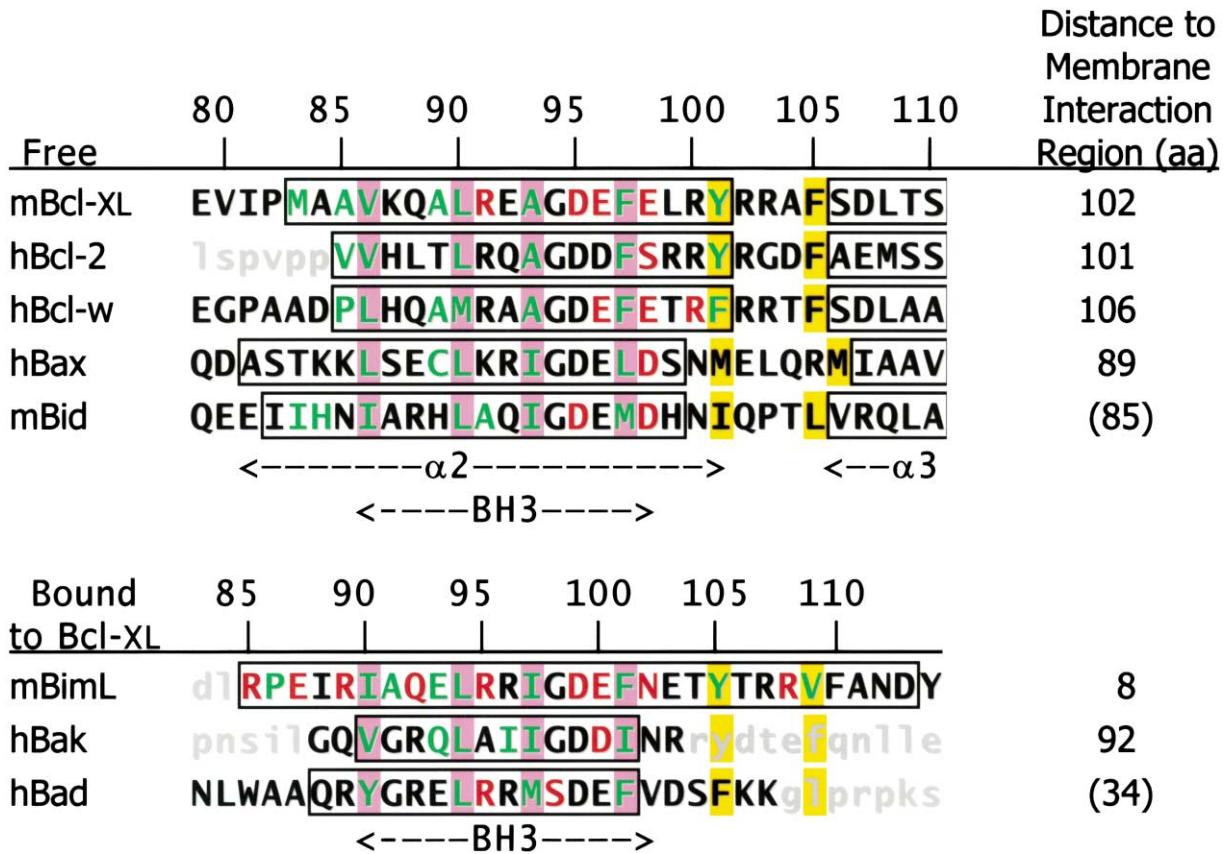 Distance to
Membrane
80 85 90 95 100 105 110 Interaction
Free Region (aa)
mBcl-XL EVIPMAAVKQALREAGDEFELRYRRAFSDLTS 102
hBcl-2 lspvppVVHLTLRQAGDDFSRRYRGDFAEMSS 101
hBcl-w EGPAADPLHQAMRAAGDEFETRFRRTFSDLAA 106
hBax QDASTKKLSECLKRIGDELDSNMELQRMIAAV 89
mBid QEEIIHNIARHLAQIGDEMDHNIQPTLVRQLA (85)
<-------α2----------> <--α3
<----BH3---->
Bound 85 90 95 100 105 110
to Bcl-XL
mBimL dlRPEIRIAQELRRIGDEFNETYTRRVFANDY 8
hBak pnsilGQVGRQLAIIGDDINRrydtefqnlle 92
hBad NLWAAQRYGRELRRMSDEFVDSFKKglprpks (34)
<----BH3---->